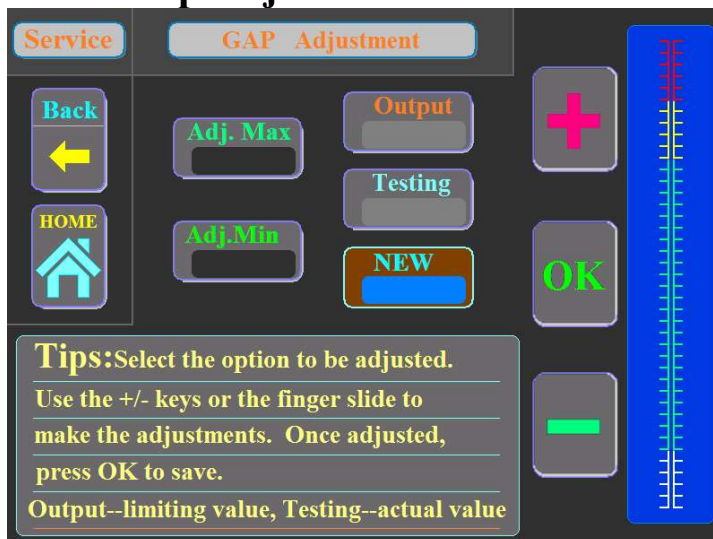 Service
GAP Adjustment
Back
HOME
Adj. Max
Adj.Min
Output
Testing
NEW
+
OK
-
Tips:Select the option to be adjusted.
Use the +/- keys or the finger slide to
make the adjustments. Once adjusted,
press OK to save.
Output--limiting value, Testing--actual value